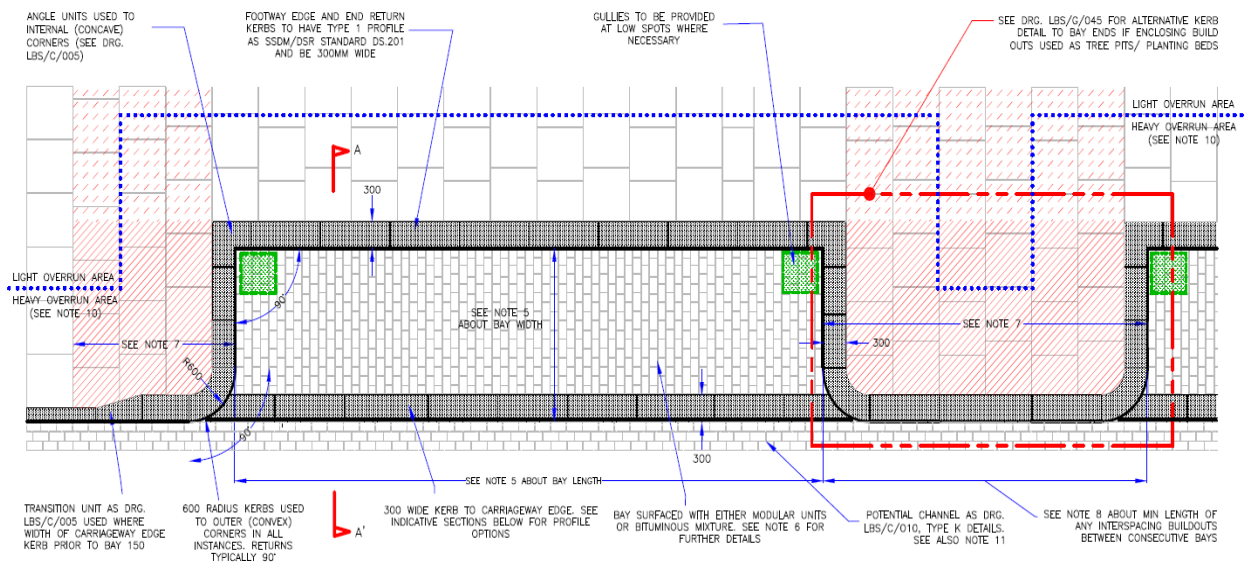 ANGLE UNITS USED TO
INTERNAL (CONCAVE)
CORNERS (SEE DRG.
LBS/C/005)
FOOTWAY EDGE AND END RETURN
KERBS TO HAVE TYPE 1 PROFILE
AS SSDM/DSR STANDARD DS.201
AND BE 300MM WIDE
GULLIES TO BE PROVIDED
AT LOW SPOTS WHERE
NECESSARY
SEE DRG. LBS/G/045 FOR ALTERNATIVE KERB
DETAIL TO BAY ENDS IF ENCLOSING BUILD
OUTS USED AS TREE PITS/ PLANTING BEDS
LIGHT OVERRUN AREA
HEAVY OVERRUN AREA
(SEE NOTE 10)
A
300
LIGHT OVERRUN AREA
HEAVY OVERRUN AREA
(SEE NOTE 10)
90°
SEE NOTE 5
ABOUT BAY WIDTH
SEE NOTE 7
300
SEE NOTE 7
R600
90°
300
SEE NOTE 5 ABOUT BAY LENGTH
A'
TRANSITION UNIT AS DRG.
LBS/C/005 USED WHERE
WIDTH OF CARRIAGEWAY EDGE
KERB PRIOR TO BAY 150
600 RADIUS KERBS USED
TO OUTER (CONVEX)
CORNERS IN ALL
INSTANCES. RETURNS
TYPICALLY 90°
300 WIDE KERB TO CARRIAGEWAY EDGE. SEE
INDICATIVE SECTIONS BELOW FOR PROFILE
OPTIONS
BAY SURFACED WITH EITHER MODULAR UNITS
OR BITUMINOUS MIXTURE. SEE NOTE 6 FOR
FURTHER DETAILS
POTENTIAL CHANNEL AS DRG.
LBS/C/010, TYPE K DETAILS.
SEE ALSO NOTE 11
SEE NOTE 8 ABOUT MIN LENGTH OF
ANY INTERSPACING BUILDOUTS
BETWEEN CONSECUTIVE BAYS